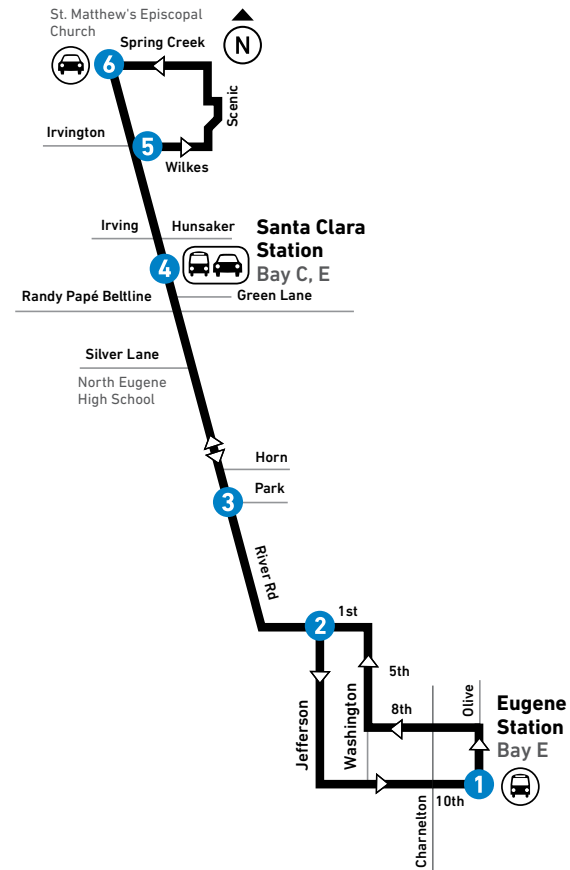 St. Matthew's Episcopal
Church
N
Spring Creek
6
Scenic
Irvington
5
Wilkes
Irving
Hunsaker
Santa Clara
Station
Bay C, E
4
Randy Papé Beltline
Green Lane
Silver Lane
North Eugene
High School
Horn
Park
3
River Rd
1st
2
5th
Olive
Jefferson
Washington
8th
Eugene
Station
Bay E
1
10th
Charnelton